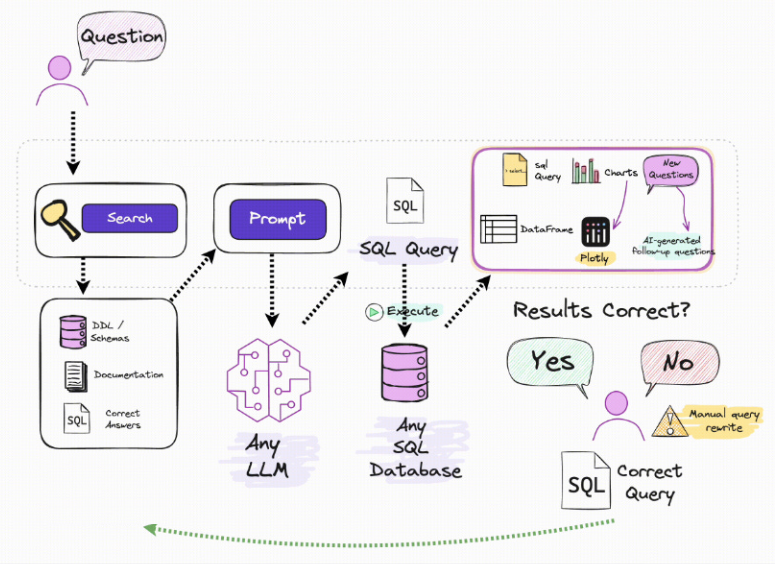 Question
Search
Prompt
SQL
SQL Query
Sql
Query
Charts
New
Questions
DataFrame
Plotly
AI-generated
follow-up questions
DDL /
Schemas
Documentation
SQL
Correct
Answers
Any
LLM
Execute
Any
SQL
Database
Results Correct?
Yes
No
Manual query
rewrite
SQL
Correct
Query